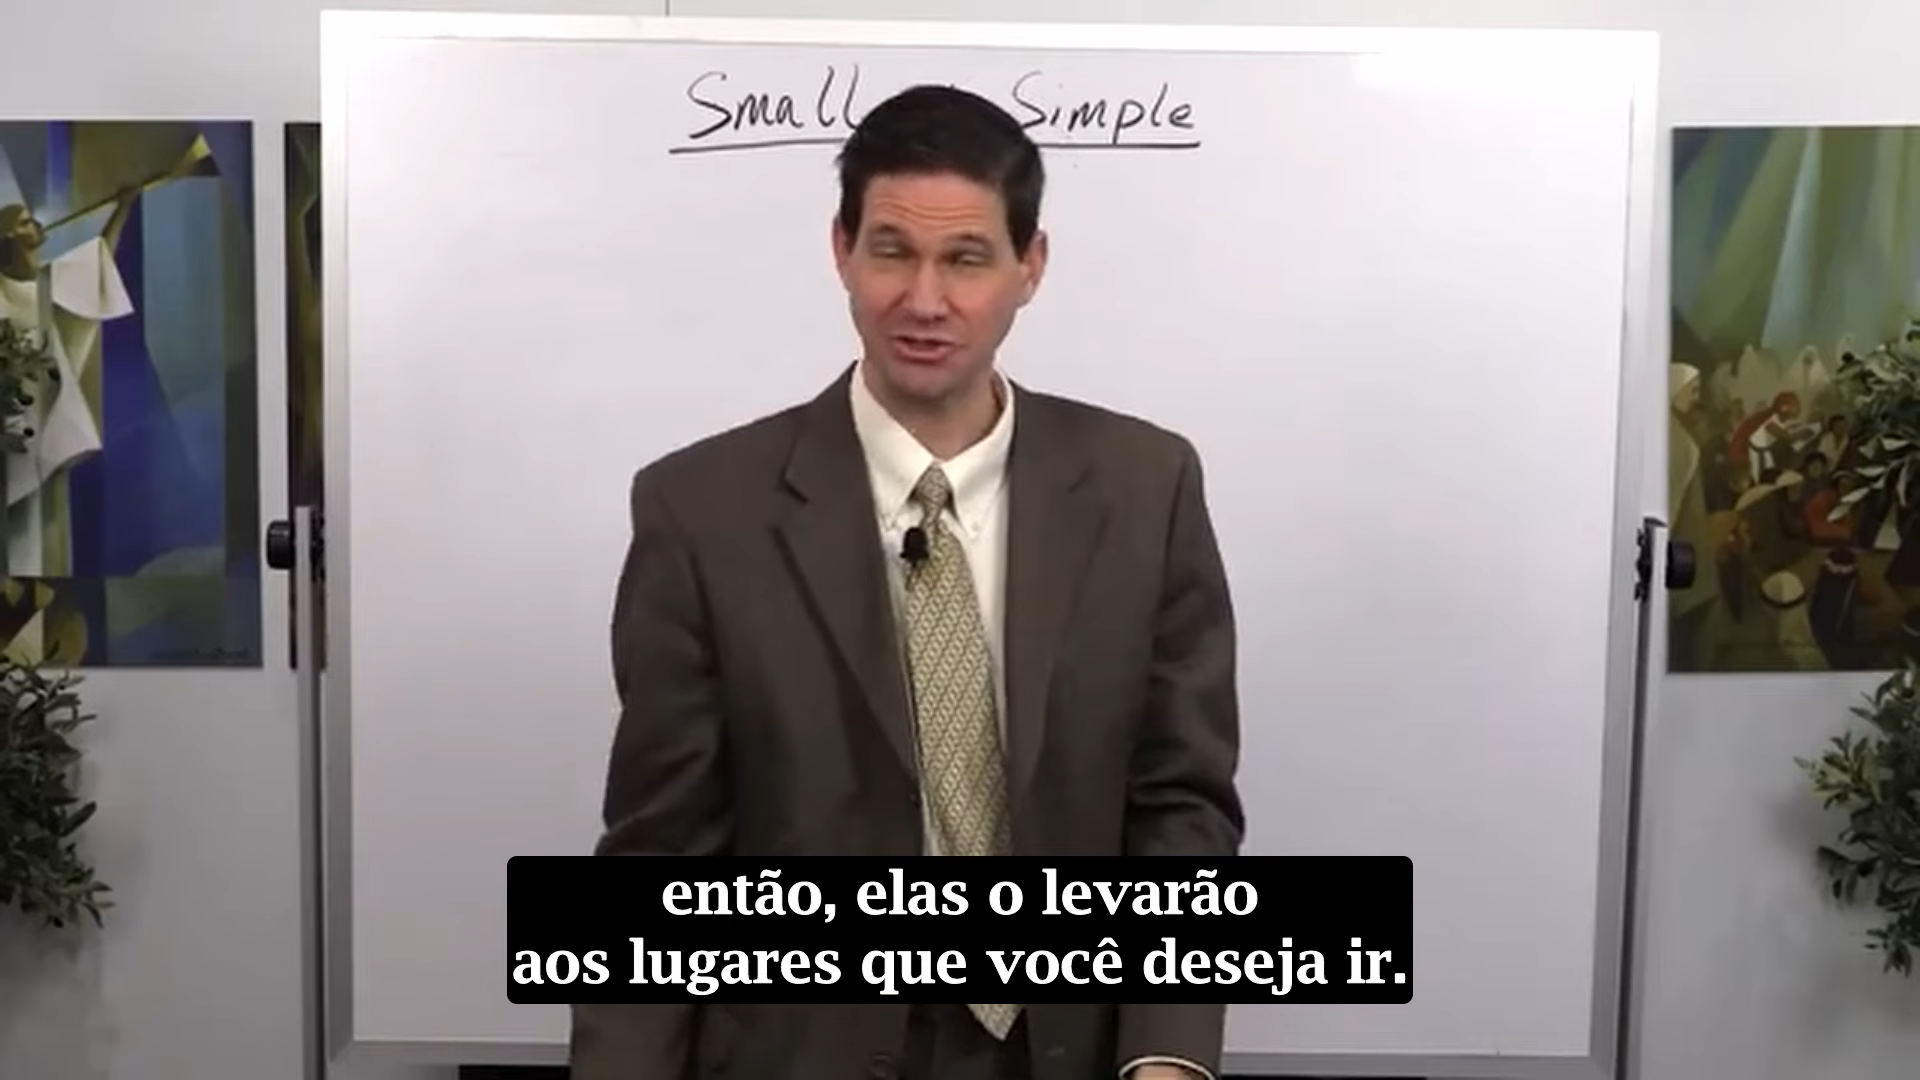 Small Simple
então, elas o levarão
aos lugares que você deseja ir.